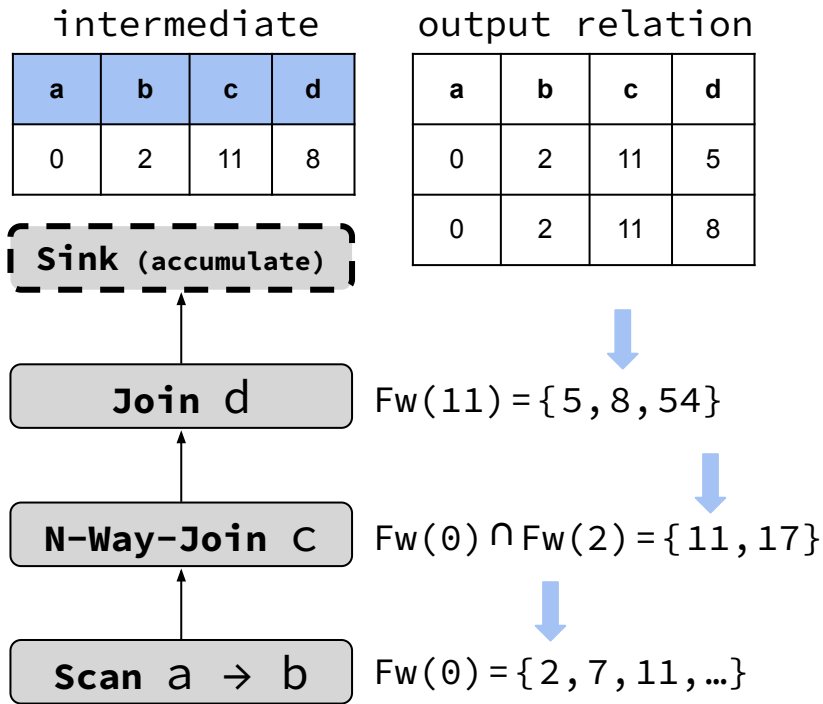 intermediate
a b c d
0 2 11 8
output relation
a b c d
0 2 11 5
0 2 11 8
Sink (accumulate)
Join d
Fw(11)={5,8,54}
N-Way-Join c
Fw(0)∩Fw(2)={11,17}
Scan a → b
Fw(0)={2,7,11,…}